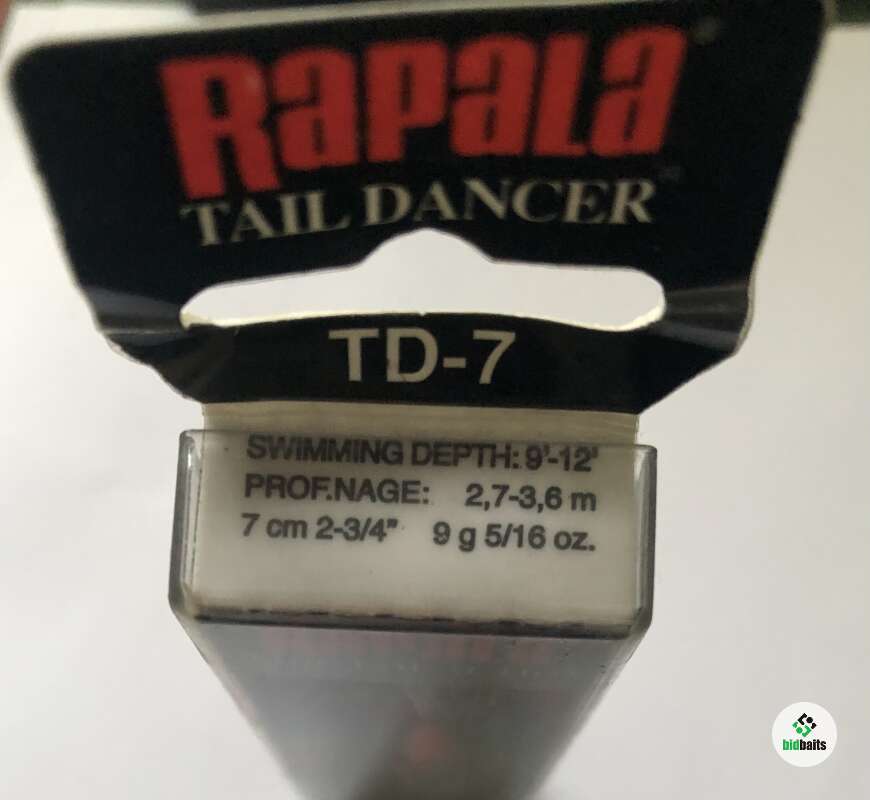 RAPALA
TAIL DANCER
TD-7
SWIMMING DEPTH: 9'-12'
PROF.NAGE: 2,7-3,6 m
7 cm 2-3/4" 9 g 5/16 oz.
RAPALA
bidbaits